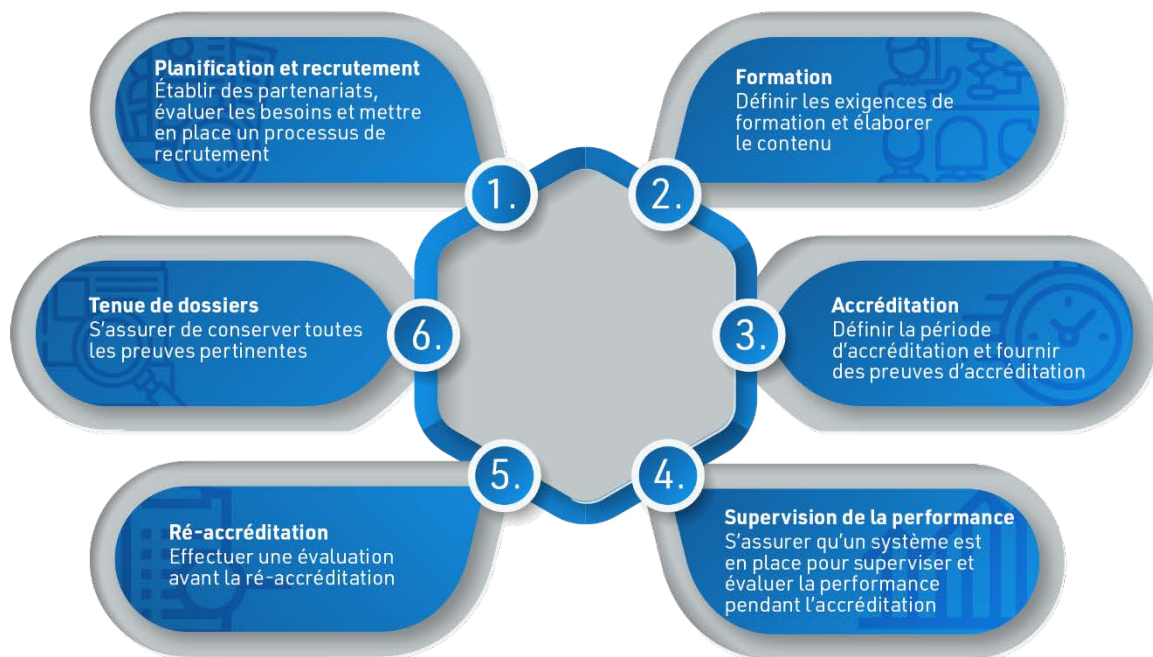 1.
Planification et recrutement
Établir des partenariats,
évaluer les besoins et mettre
en place un processus de
recrutement
2.
Formation
Définir les exigences de
formation et élaborer
le contenu
3.
Accréditation
Définir la période
d'accréditation et fournir
des preuves d'accréditation
4.
Supervision de la performance
S'assurer qu'un système est
en place pour superviser et
évaluer la performance
pendant l'accréditation
5.
Ré-accréditation
Effectuer une évaluation
avant la ré-accréditation
6.
Tenue de dossiers
S'assurer de conserver toutes
les preuves pertinentes